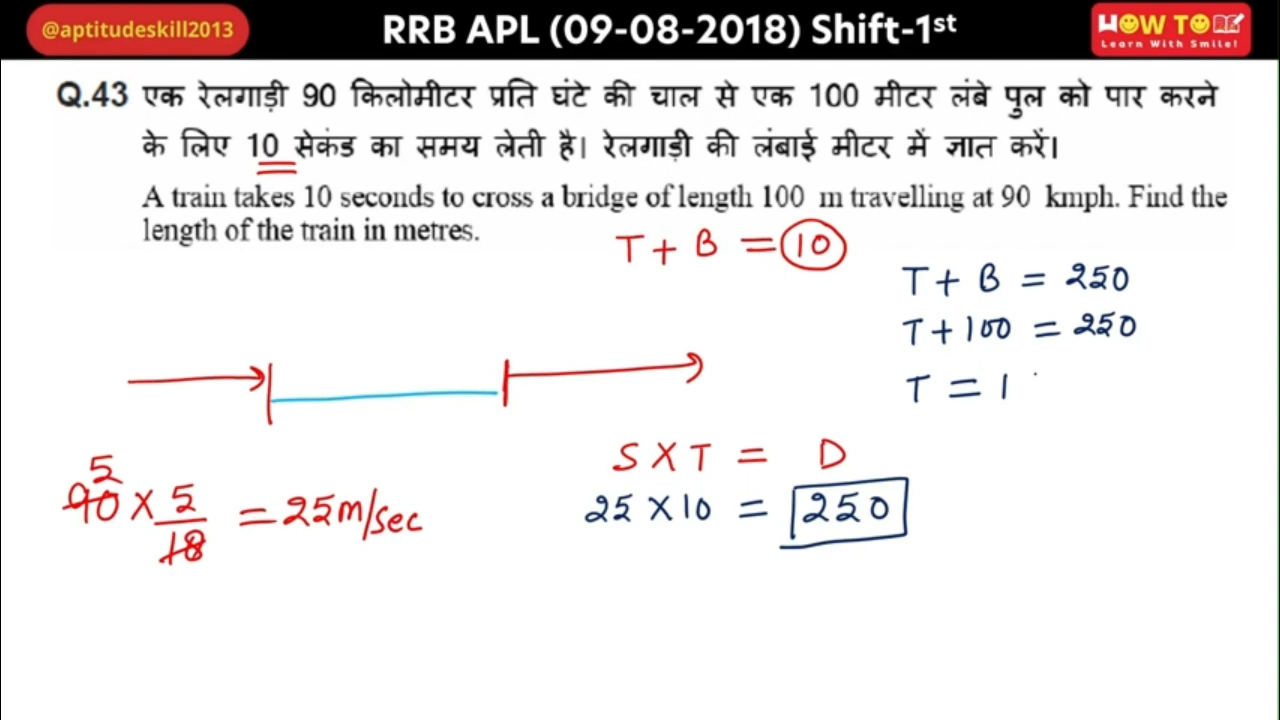 @aptitudeskill2013
RRB APL (09-08-2018) Shift-1st
HOW TO
Learn With Smile!
Q.43 एक रेलगाड़ी 90 किलोमीटर प्रति घंटे की चाल से एक 100 मीटर लंबे पुल को पार करने
के लिए 10 सेकंड का समय लेती है। रेलगाड़ी की लंबाई मीटर में ज्ञात करें।
A train takes 10 seconds to cross a bridge of length 100 m travelling at 90 kmph. Find the
length of the train in metres.
T + B = 10
T + B = 250
T + 100 = 250
T = 1
S X T = D
5
90 X 5/18 = 25m/sec
25 X 10 = 250